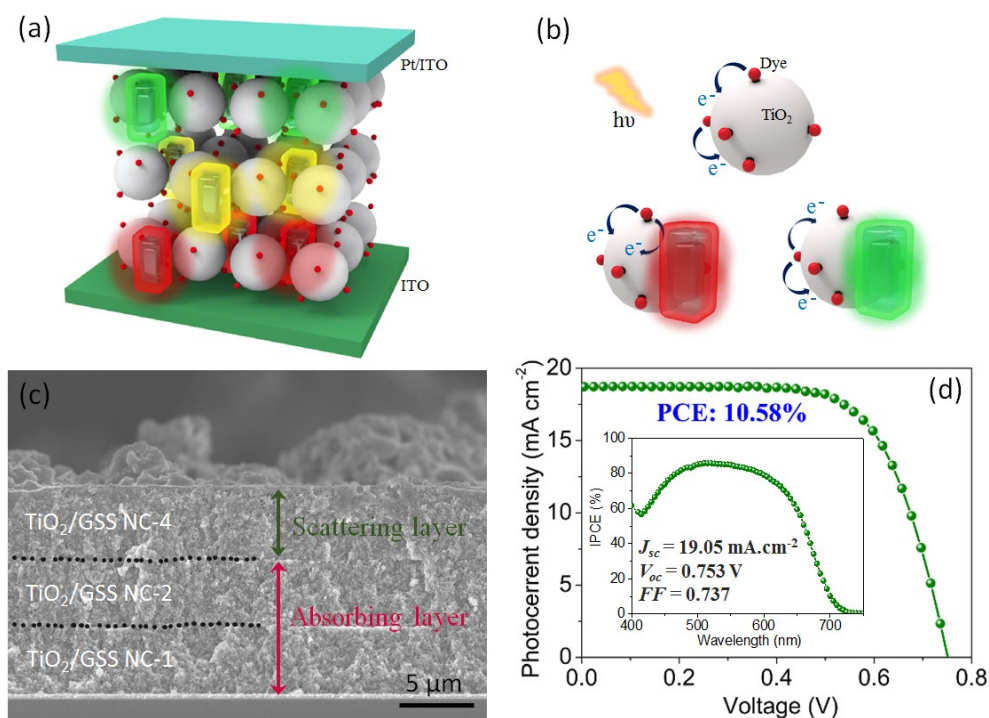 (a)
Pt/ITO
ITO
(b)
hυ
Dye
TiO₂
e⁻
e⁻
e⁻
e⁻
e⁻
e⁻
e⁻
(c)
TiO₂/GSS NC-4
Scattering layer
TiO₂/GSS NC-2
Absorbing layer
TiO₂/GSS NC-1
5 μm
(d)
Photocerrent density (mA cm⁻²)
20
15
10
5
0
PCE: 10.58%
IPCE (%)
100
80
60
40
20
0
Jsc = 19.05 mA.cm⁻²
Voc = 0.753 V
FF = 0.737
400 500 600 700
Wavelength (nm)
0.0 0.2 0.4 0.6 0.8
Voltage (V)